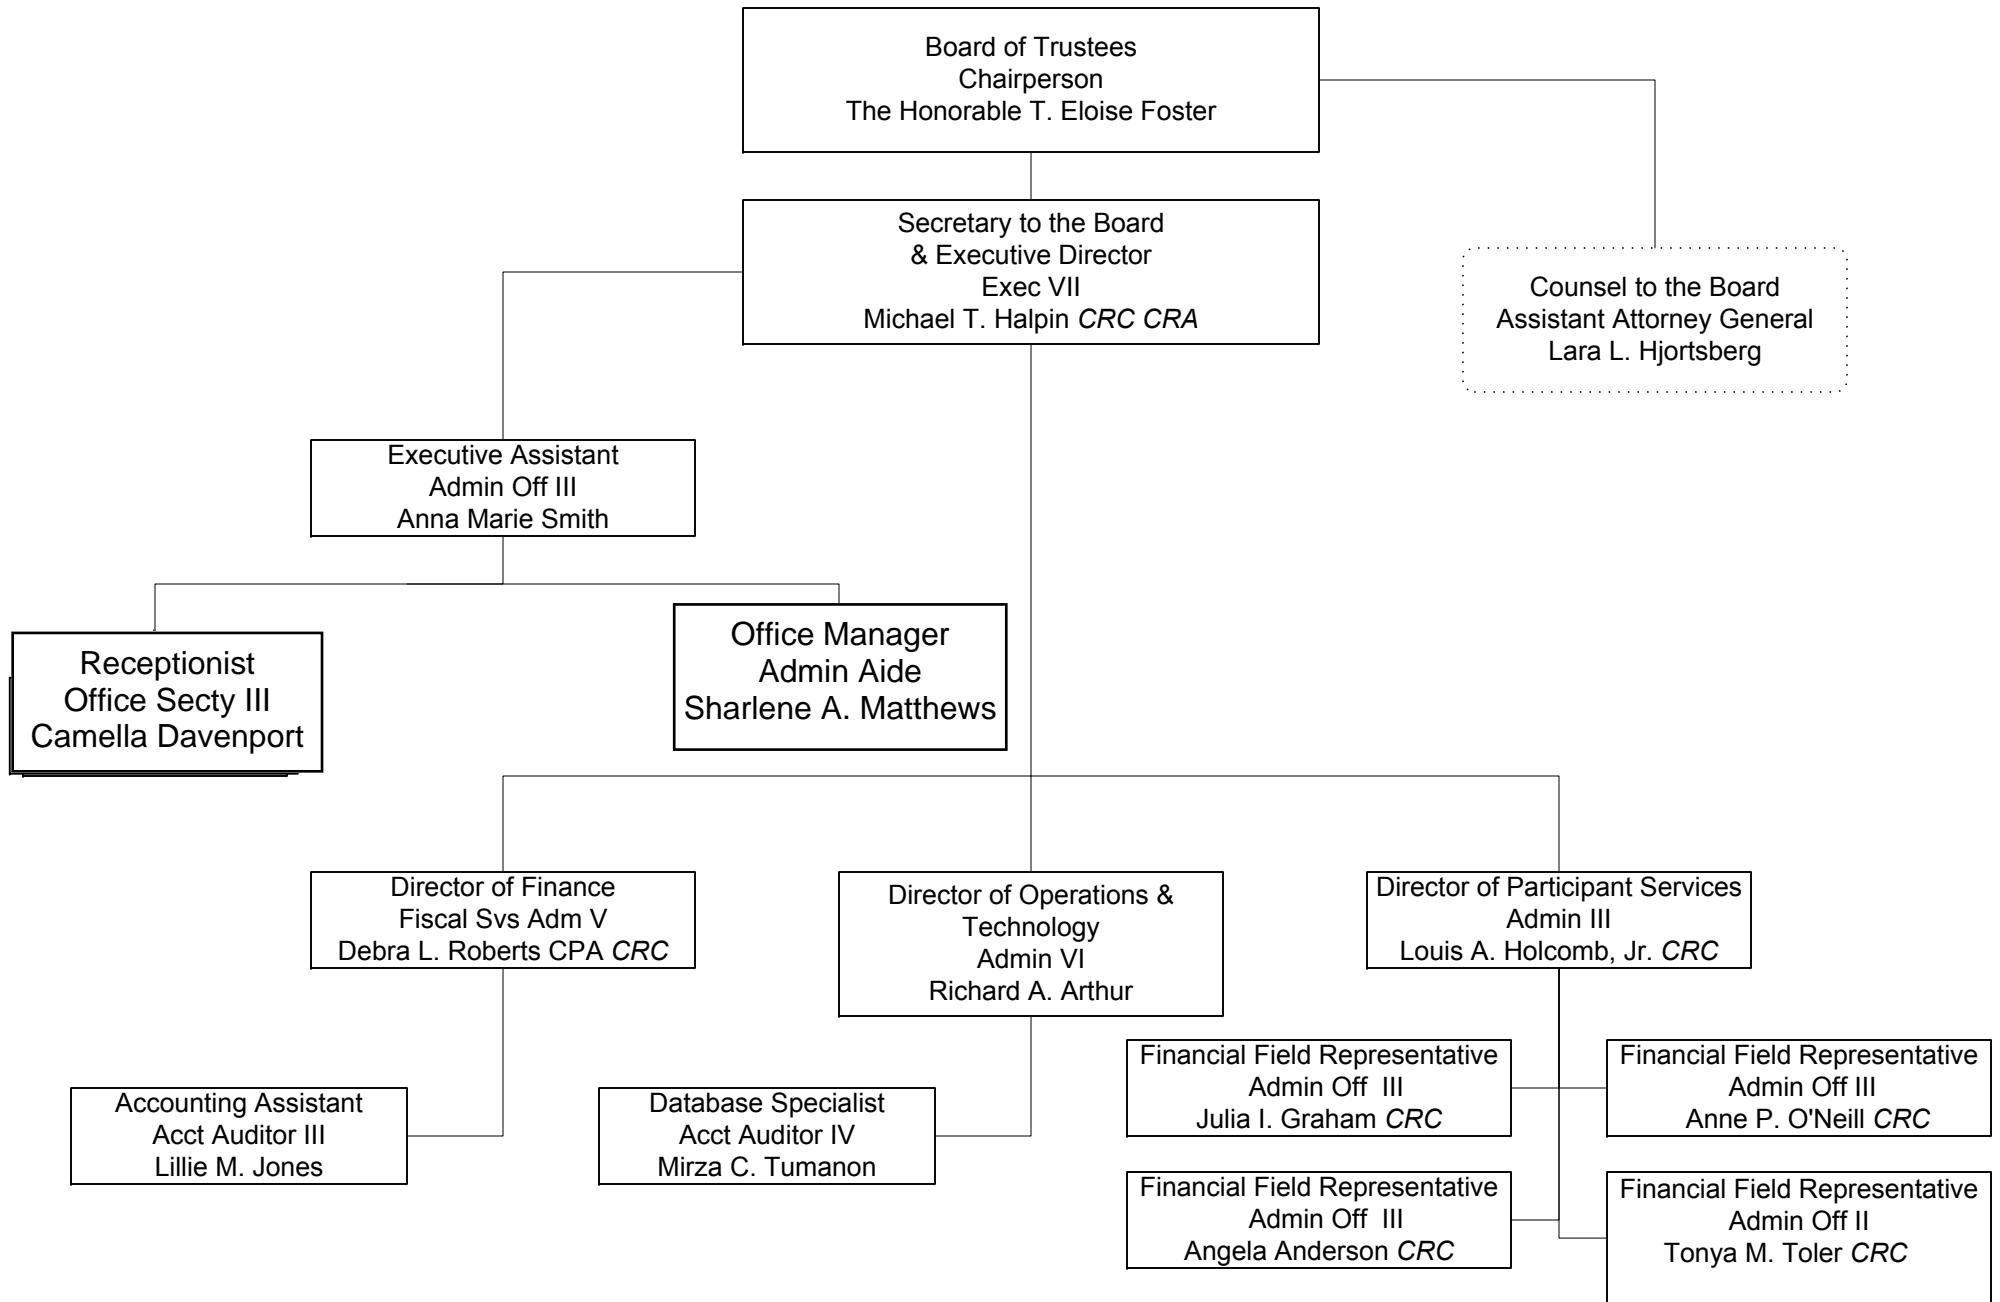 Board of Trustees
Chairperson
The Honorable T. Eloise Foster
Secretary to the Board
& Executive Director
Exec VII
Michael T. Halpin CRC CRA
Counsel to the Board
Assistant Attorney General
Lara L. Hjortsberg
Executive Assistant
Admin Off III
Anna Marie Smith
Receptionist
Office Secty III
Camella Davenport
Office Manager
Admin Aide
Sharlene A. Matthews
Director of Finance
Fiscal Svs Adm V
Debra L. Roberts CPA CRC
Director of Operations &
Technology
Admin VI
Richard A. Arthur
Director of Participant Services
Admin III
Louis A. Holcomb, Jr. CRC
Accounting Assistant
Acct Auditor III
Lillie M. Jones
Database Specialist
Acct Auditor IV
Mirza C. Tumanon
Financial Field Representative
Admin Off  III
Julia I. Graham CRC
Financial Field Representative
Admin Off III
Anne P. O'Neill CRC
Financial Field Representative
Admin Off  III
Angela Anderson CRC
Financial Field Representative
Admin Off II
Tonya M. Toler CRC